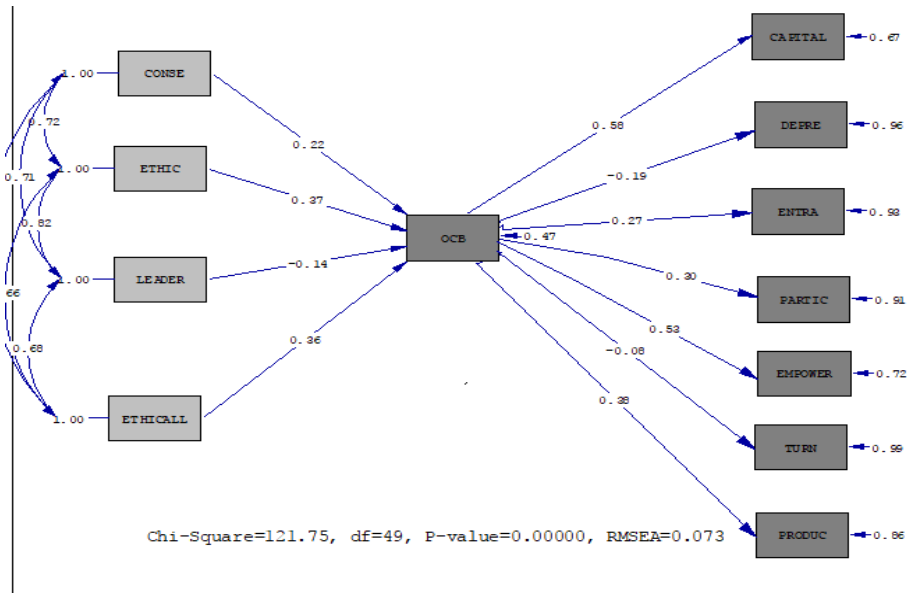 CAPITAL
0.67
1.00
CONSE
0.72
0.58
DEPRE
0.96
0.22
-0.19
1.00
ETHIC
0.71
0.37
0.27
ENTRA
0.93
0.82
OCB
0.47
1.00
LEADER
-0.14
0.30
PARTIC
0.91
66
0.68
0.36
0.53
-0.08
EMPOWER
0.72
0.38
1.00
ETHICALL
TURN
0.99
Chi-Square=121.75, df=49, P-value=0.00000, RMSEA=0.073
PRODUC
0.86